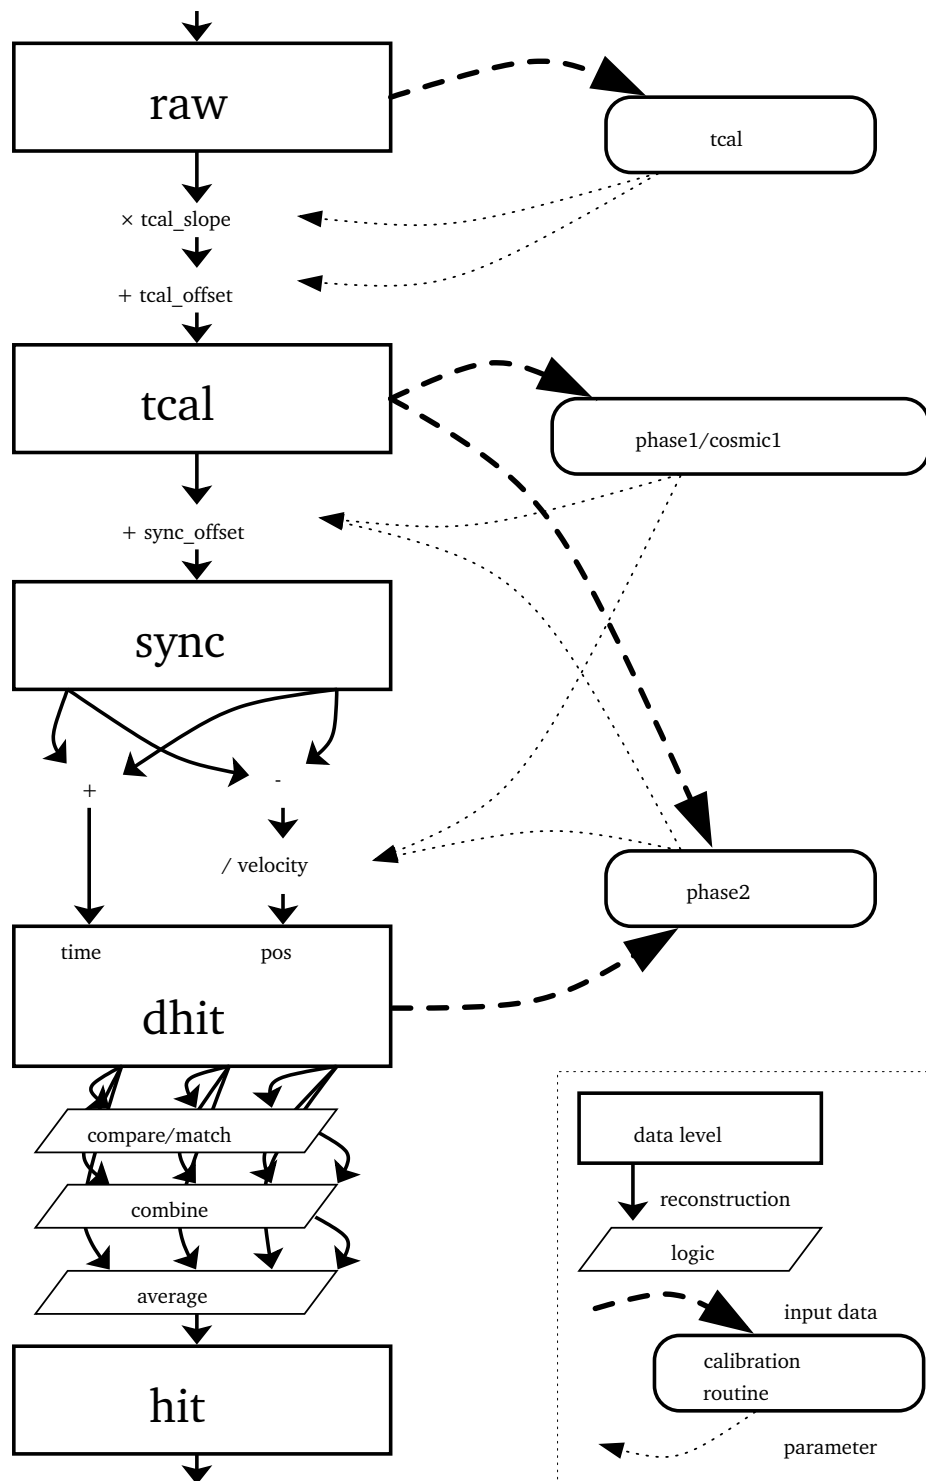 raw
tcal
× tcal_slope
+ tcal_offset
tcal
phase1/cosmic1
+ sync_offset
sync
+
-
/ velocity
phase2
time
pos
dhit
compare/match
combine
average
hit
data level
reconstruction
logic
input data
calibration
routine
parameter